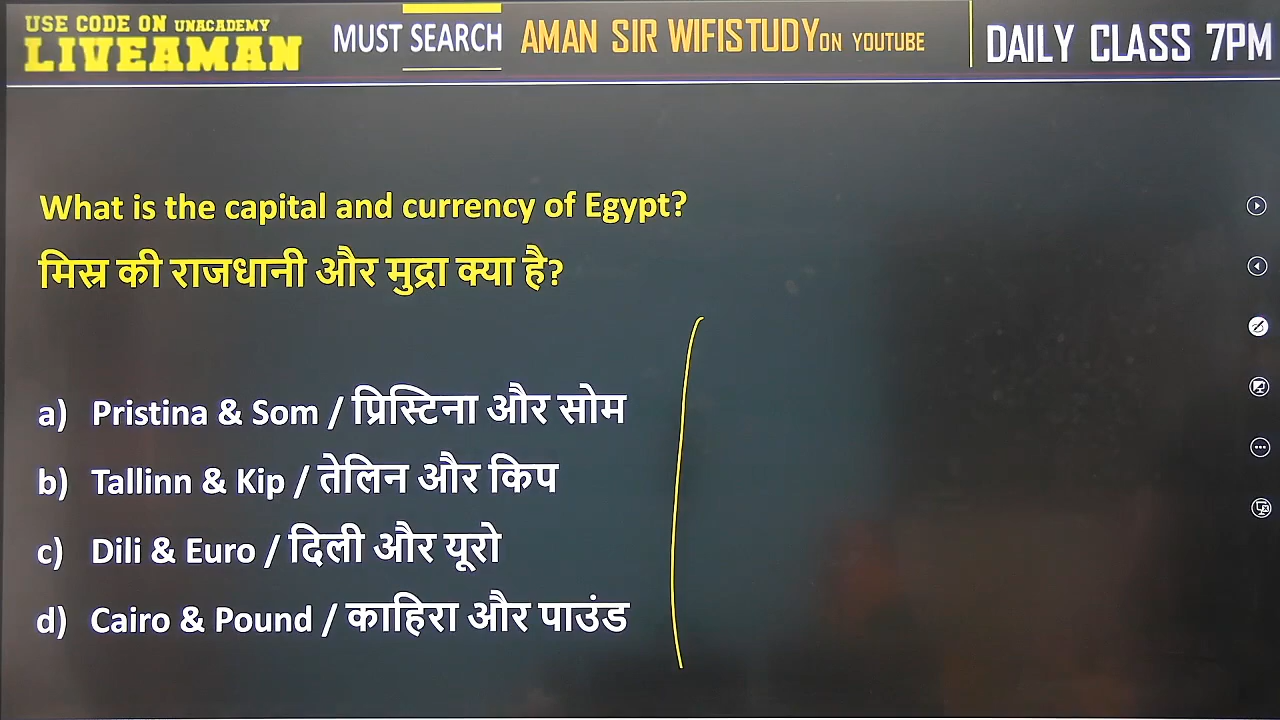 USE CODE ON UNACADEMY
LIVEAMAN
MUST SEARCH AMAN SIR WIFISTUDY ON YOUTUBE
DAILY CLASS 7PM
What is the capital and currency of Egypt?
मिस्र की राजधानी और मुद्रा क्या है?
a) Pristina & Som / प्रिस्टिना और सोम
b) Tallinn & Kip / तेलिन और किप
c) Dili & Euro / दिली और यूरो
d) Cairo & Pound / काहिरा और पाउंड